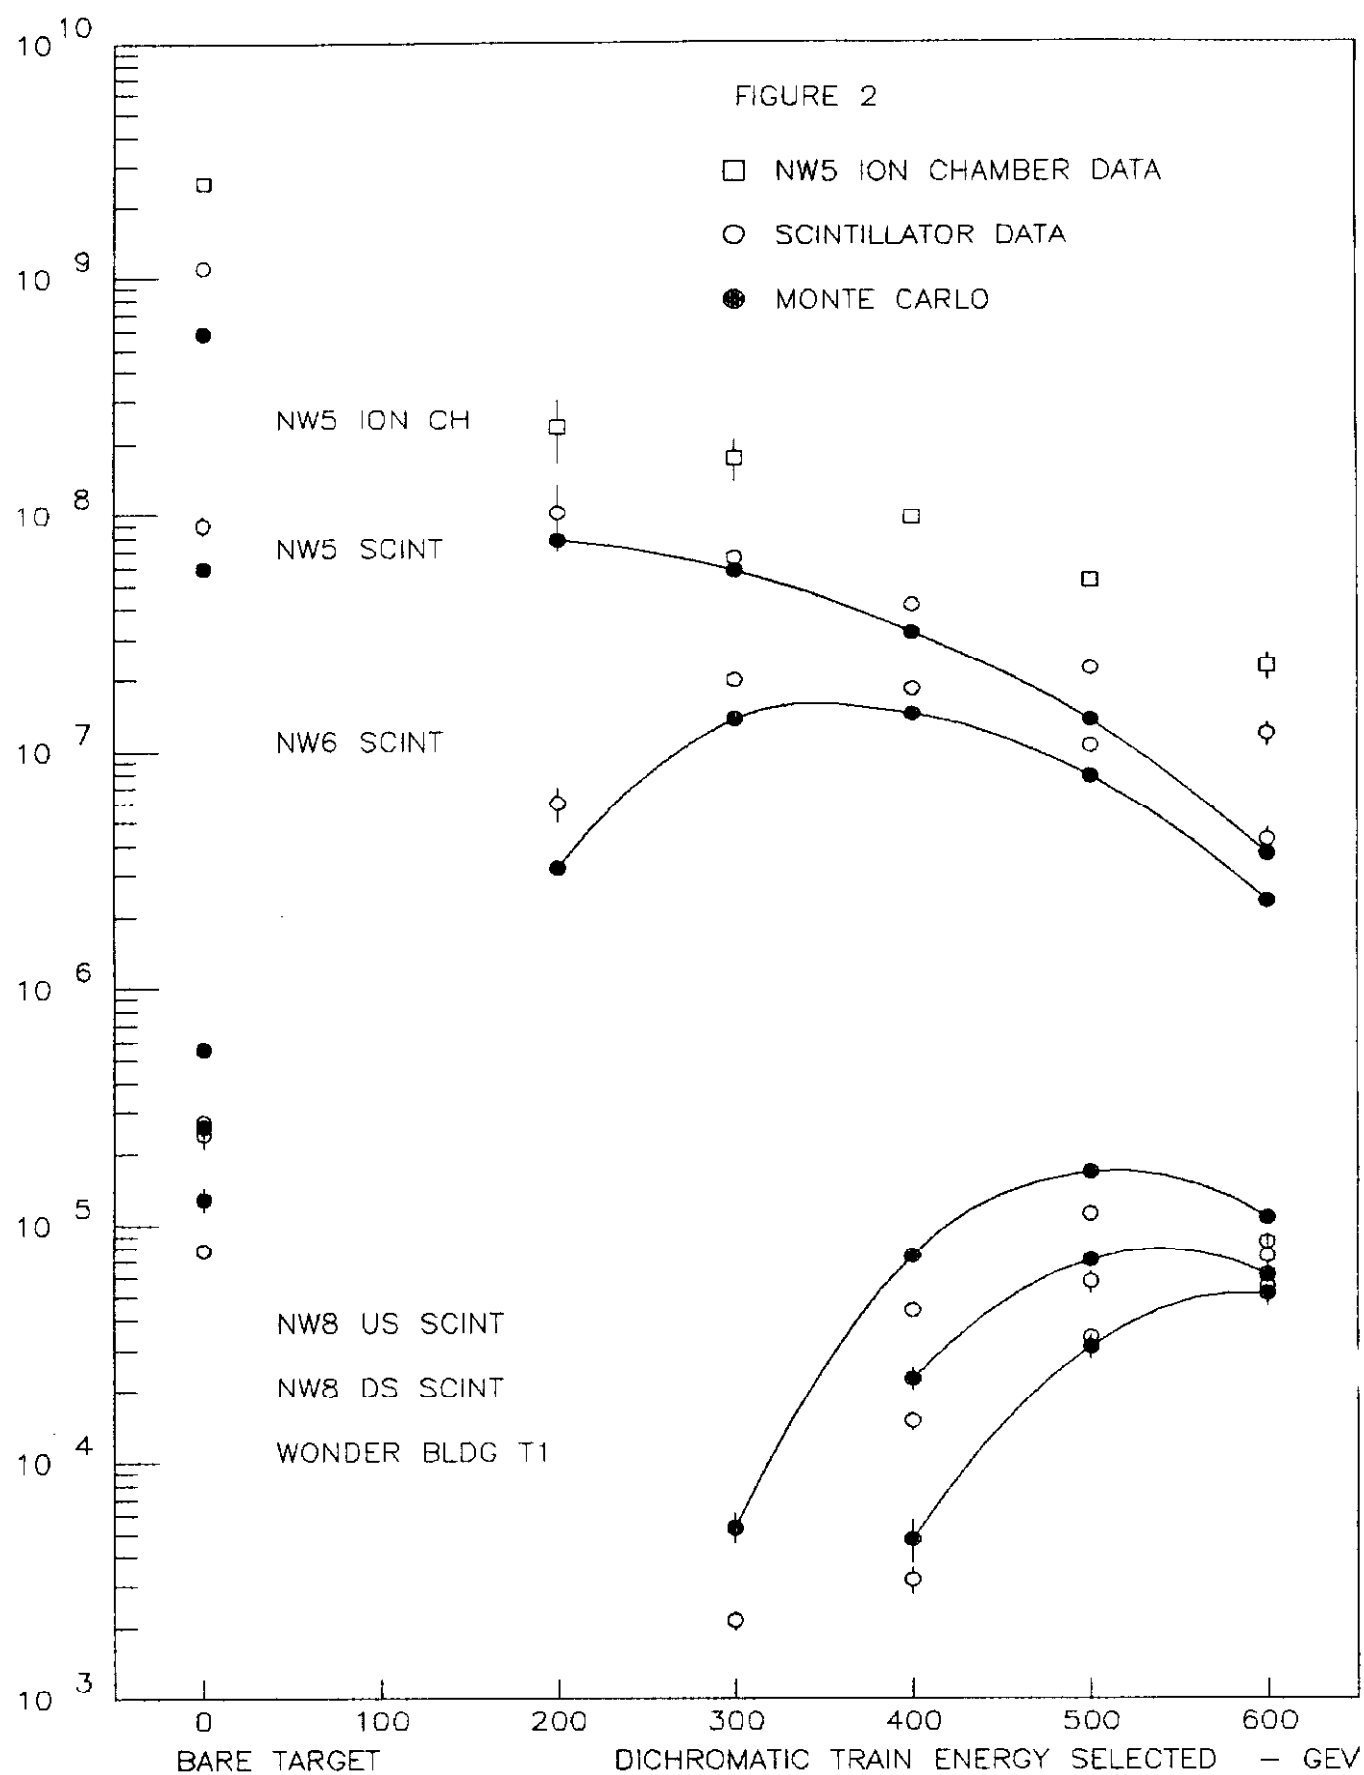 10 10
FIGURE 2
NW5 ION CHAMBER DATA
SCINTILLATOR DATA
10 9
MONTE CARLO
NW5 ION CH
10 8
NW5 SCINT
10 7
NW6 SCINT
10 6
10 5
NW8 US SCINT
NW8 DS SCINT
10 4
WONDER BLDG T1
10 3
0 100 200 300 400 500 600
BARE TARGET DICHROMATIC TRAIN ENERGY SELECTED – GEV